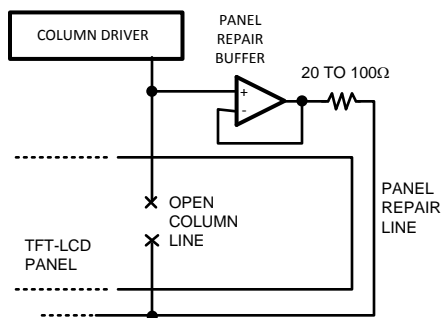 COLUMN DRIVER
PANEL
REPAIR
BUFFER
20 TO 100Ω
+
-
OPEN
COLUMN
LINE
PANEL
REPAIR
LINE
TFT-LCD
PANEL